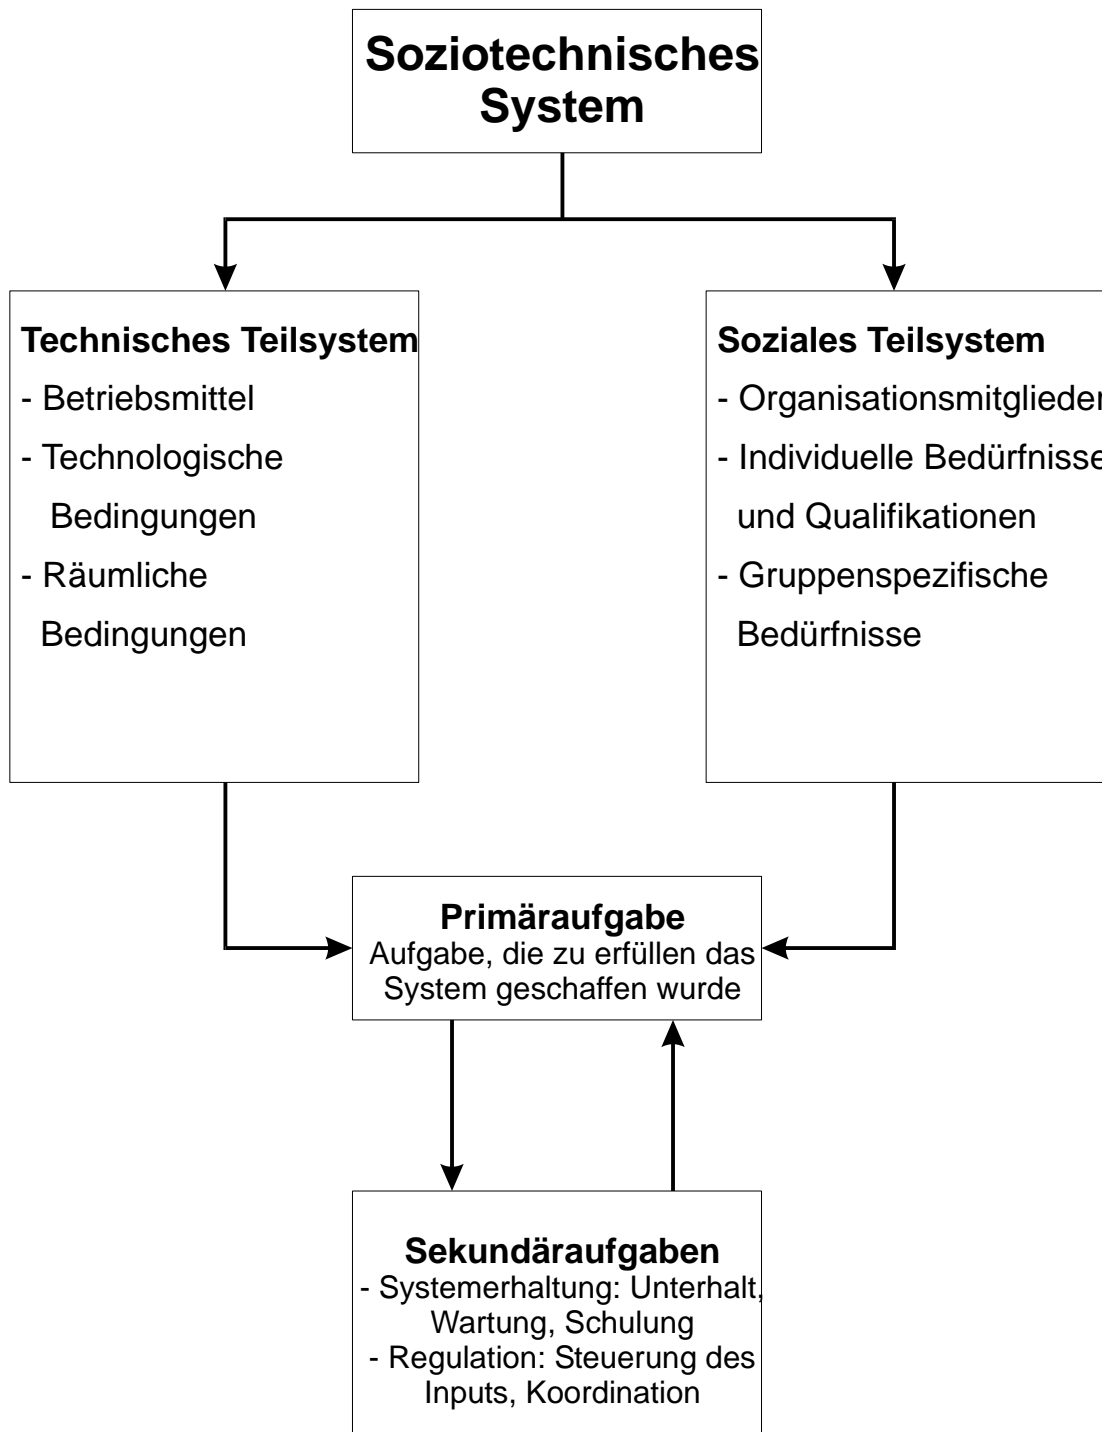 Soziotechnisches
System
Technisches Teilsystem
- Betriebsmittel
- Technologische
Bedingungen
- Räumliche
Bedingungen
Soziales Teilsystem
- Organisationsmitglieder
- Individuelle Bedürfnisse
und Qualifikationen
- Gruppenspezifische
Bedürfnisse
Primäraufgabe
Aufgabe, die zu erfüllen das
System geschaffen wurde
Sekundäraufgaben
- Systemerhaltung: Unterhalt,
Wartung, Schulung
- Regulation: Steuerung des
Inputs, Koordination